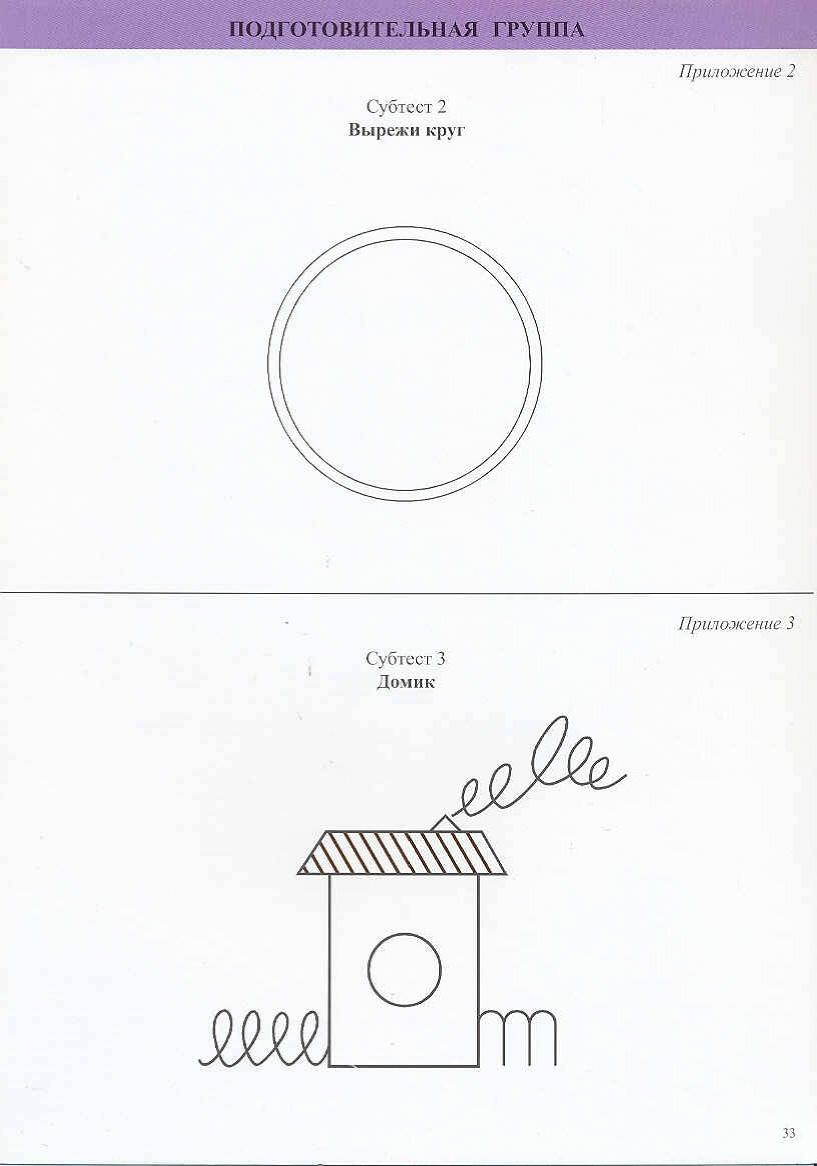 ПОДГОТОВИТЕЛЬНАЯ ГРУППА
Приложение 2
Субтест 2
Вырежи круг
Приложение 3
Субтест 3
Домик
33